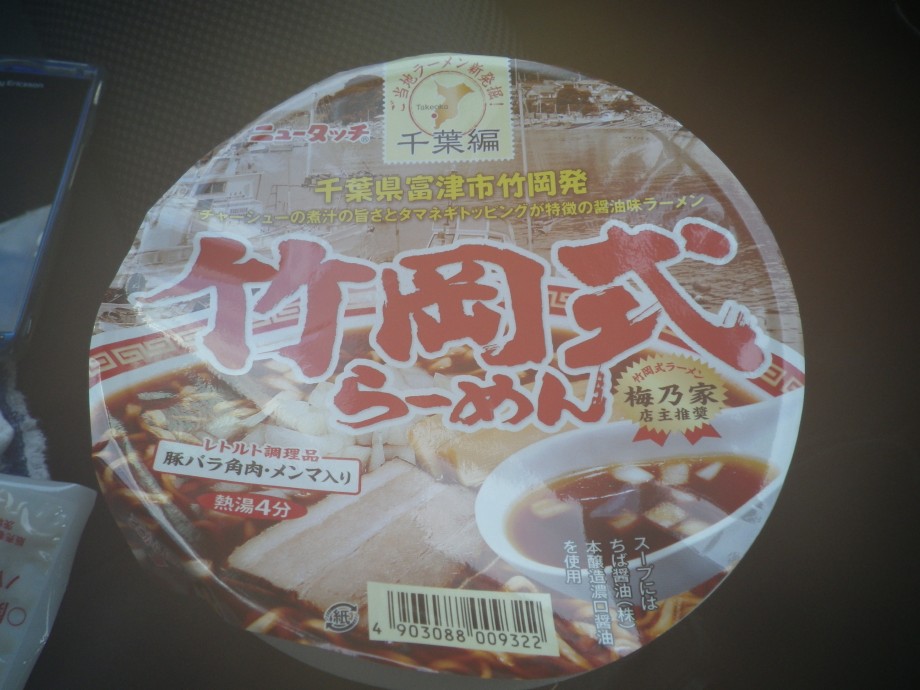 ご当地ラーメン新発掘!
Takeoka
千葉編
ニュータッチ
千葉県富津市竹岡発
チャーシューの煮汁の旨さとタマネギトッピングが特徴の醤油味ラーメン
竹岡式
らーめん
竹岡式ラーメン
梅乃家
店主推奨
レトルト調理品
豚バラ角肉・メンマ入り
熱湯4分
スープには
ちば醤油(株)
本醸造濃口醤油
を使用
紙
4 903088 009322
Ericsson